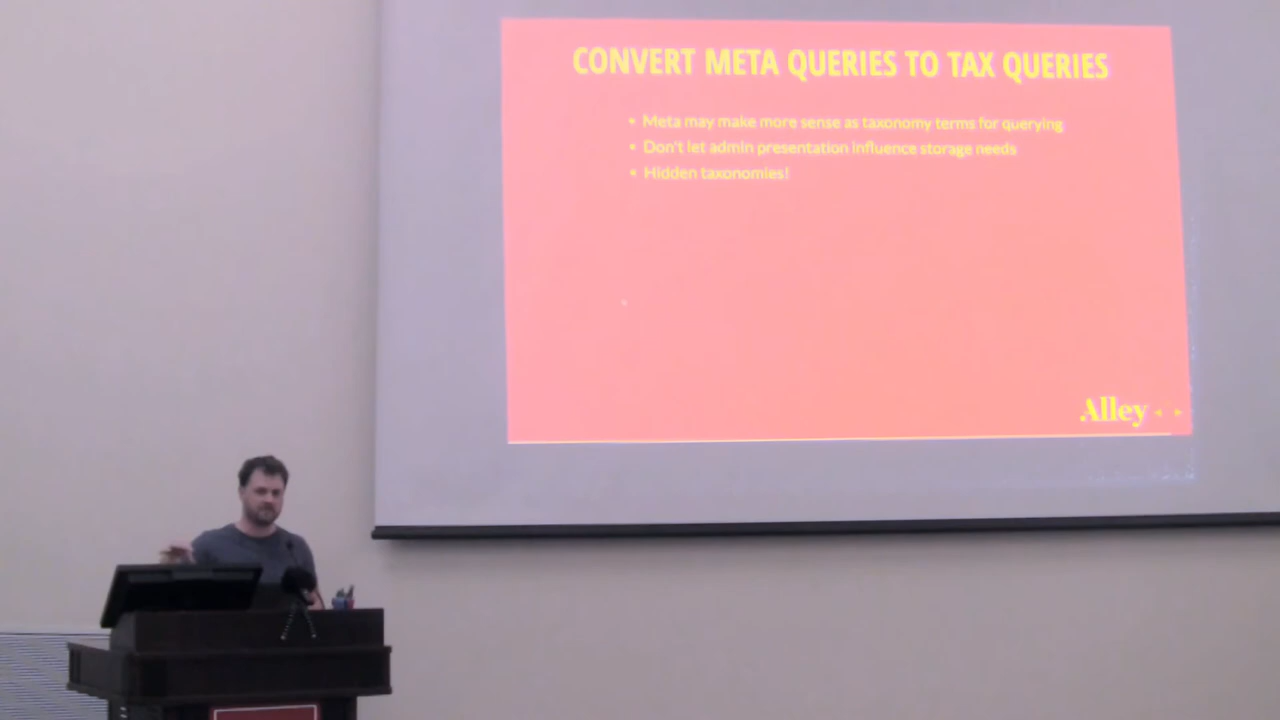 CONVERT META QUERIES TO TAX QUERIES
• Meta may make more sense as taxonomy terms for querying
• Don't let admin presentation influence storage needs
• Hidden taxonomies!
Alley